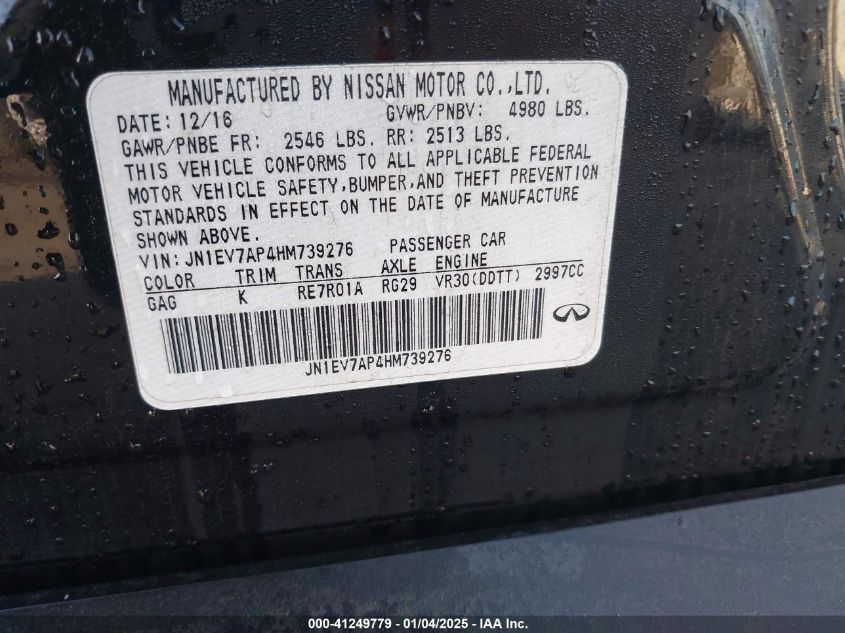 MANUFACTURED BY NISSAN MOTOR CO.,LTD.
DATE: 12/16 GVWR/PNBV: 4980 LBS.
GAWR/PNBE FR: 2546 LBS. RR: 2513 LBS.
THIS VEHICLE CONFORMS TO ALL APPLICABLE FEDERAL
MOTOR VEHICLE SAFETY,BUMPER,AND THEFT PREVENTION
STANDARDS IN EFFECT ON THE DATE OF MANUFACTURE
SHOWN ABOVE.
VIN: JN1EV7AP4HM739276 PASSENGER CAR
COLOR TRIM TRANS AXLE ENGINE
GAG K RE7R01A RG29 VR30(DDTT) 2997CC
JN1EV7AP4HM739276
000-41249779 - 01/04/2025 - IAA Inc.